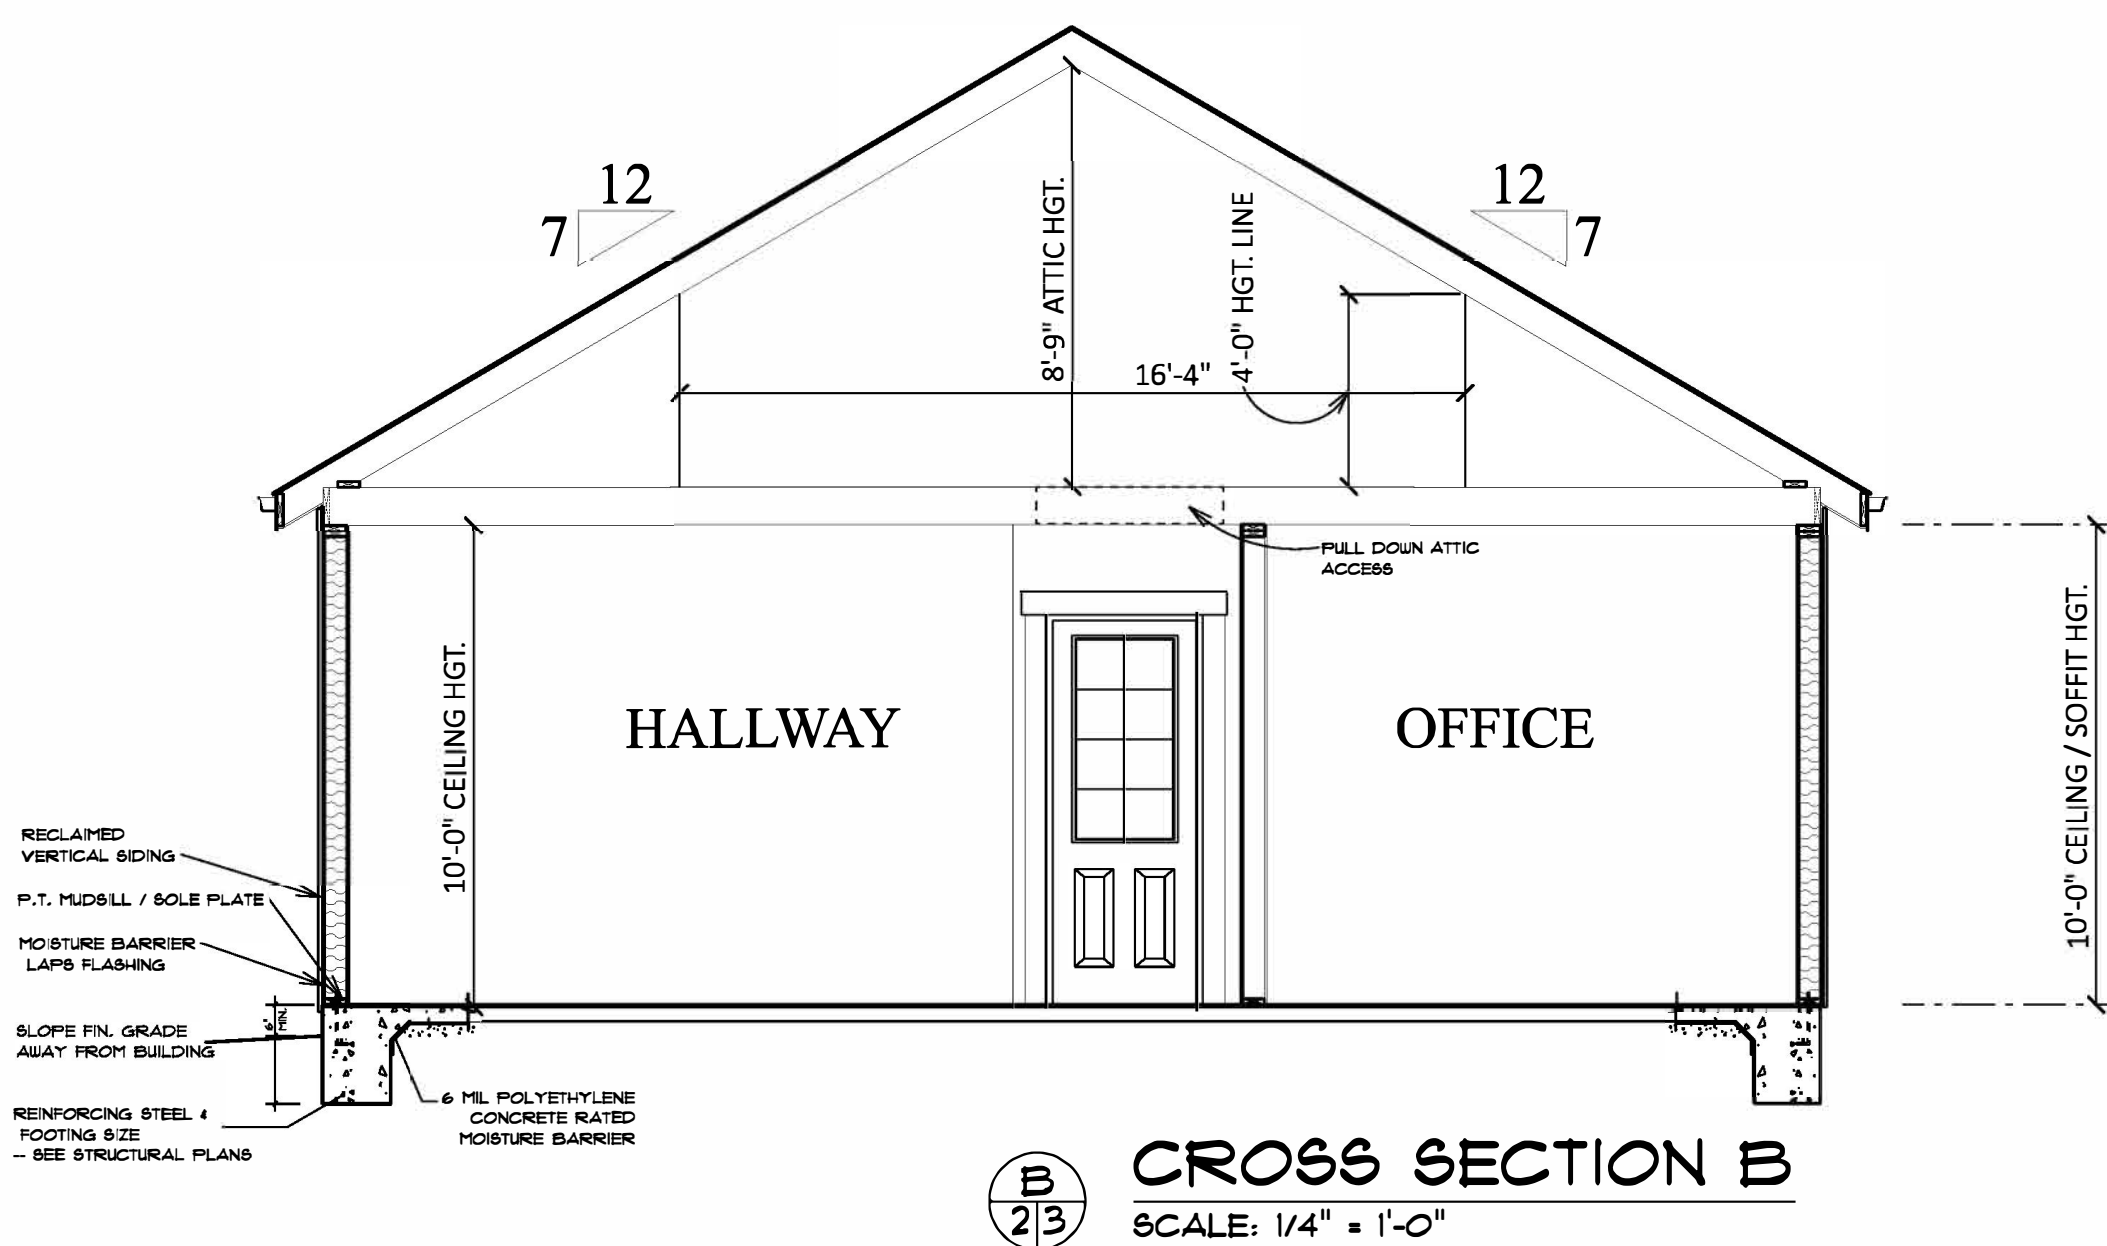 12
7
12
7
8'-9" ATTIC HGT.
4'-0" HGT. LINE
16'-4"
PULL DOWN ATTIC
ACCESS
10'-0" CEILING HGT.
HALLWAY
OFFICE
10'-0" CEILING / SOFFIT HGT.
RECLAIMED
VERTICAL SIDING
P.T. MUDSILL / SOLE PLATE
MOISTURE BARRIER
LAPS FLASHING
6"
MIN.
SLOPE FIN. GRADE
AWAY FROM BUILDING
REINFORCING STEEL &
FOOTING SIZE
-- SEE STRUCTURAL PLANS
6 MIL POLYETHYLENE
CONCRETE RATED
MOISTURE BARRIER
B
2|3
CROSS SECTION B
SCALE: 1/4" = 1'-0"